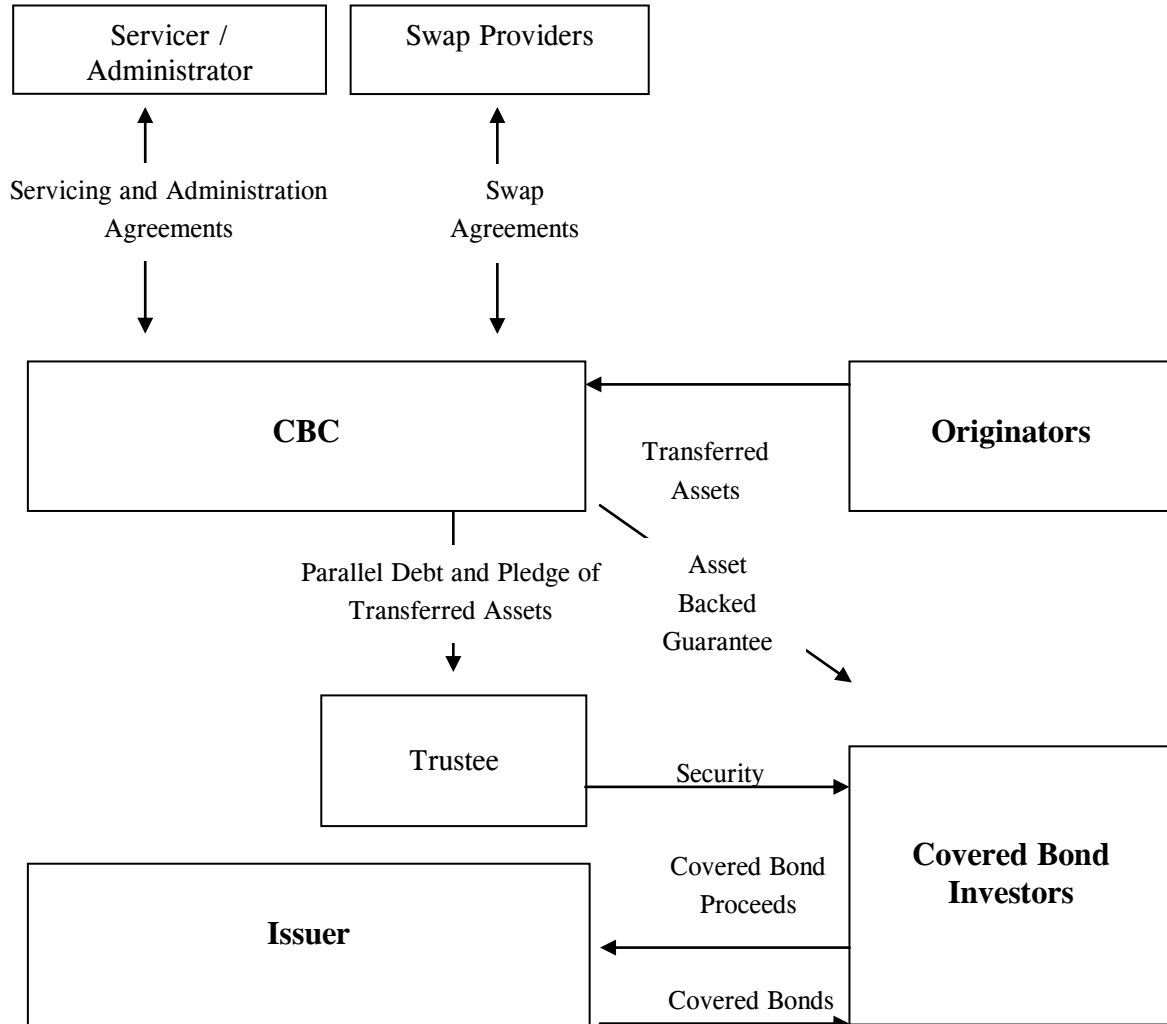 Servicer /
Administrator
Swap Providers
Servicing and Administration
Agreements
Swap
Agreements
CBC
Originators
Transferred
Assets
Parallel Debt and Pledge of
Transferred Assets
Asset
Backed
Guarantee
Trustee
Security
Covered Bond
Investors
Covered Bond
Proceeds
Issuer
Covered Bonds